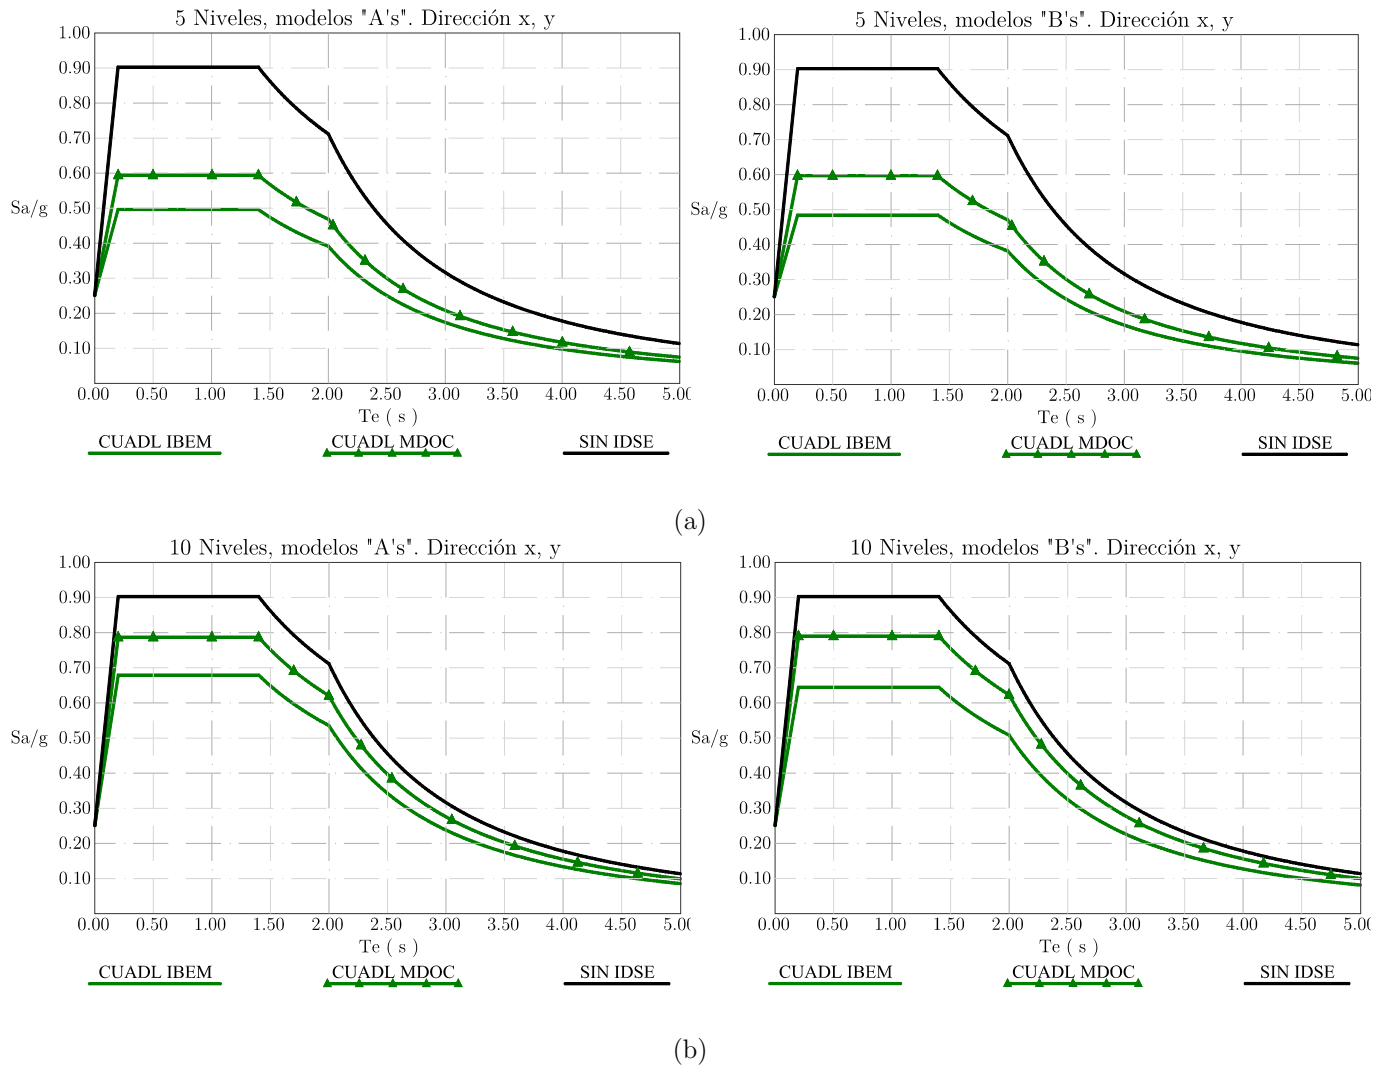 5 Niveles, modelos "A's". Dirección x, y
1.00
0.90
0.80
0.70
0.60
0.50
0.40
0.30
0.20
0.10
Sa/g
0.00 0.50 1.00 1.50 2.00 2.50 3.00 3.50 4.00 4.50 5.00
Te ( s )
CUADL IBEM CUADL MDOC SIN IDSE
5 Niveles, modelos "B's". Dirección x, y
1.00
0.90
0.80
0.70
0.60
0.50
0.40
0.30
0.20
0.10
Sa/g
0.00 0.50 1.00 1.50 2.00 2.50 3.00 3.50 4.00 4.50 5.00
Te ( s )
CUADL IBEM CUADL MDOC SIN IDSE
(a)
10 Niveles, modelos "A's". Dirección x, y
1.00
0.90
0.80
0.70
0.60
0.50
0.40
0.30
0.20
0.10
Sa/g
0.00 0.50 1.00 1.50 2.00 2.50 3.00 3.50 4.00 4.50 5.00
Te ( s )
CUADL IBEM CUADL MDOC SIN IDSE
10 Niveles, modelos "B's". Dirección x, y
1.00
0.90
0.80
0.70
0.60
0.50
0.40
0.30
0.20
0.10
Sa/g
0.00 0.50 1.00 1.50 2.00 2.50 3.00 3.50 4.00 4.50 5.00
Te ( s )
CUADL IBEM CUADL MDOC SIN IDSE
(b)